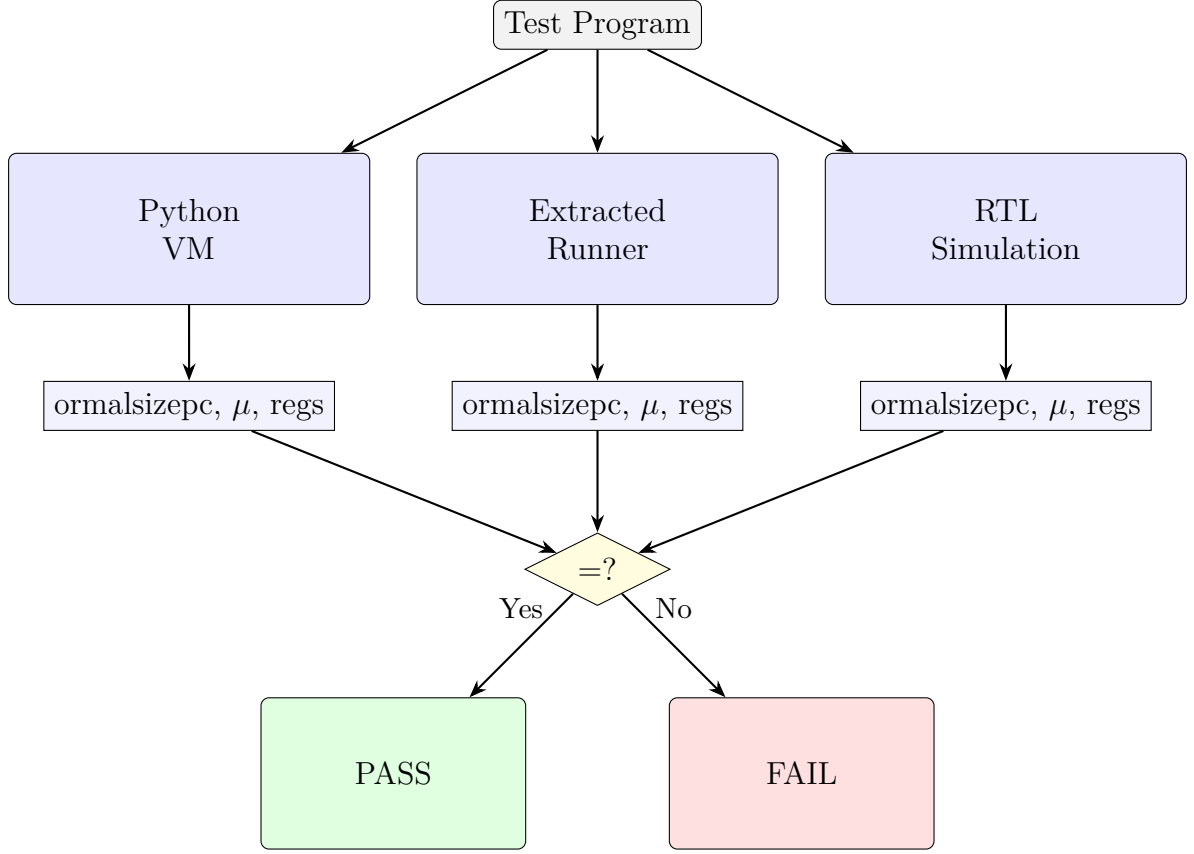 Test Program
Python
VM
Extracted
Runner
RTL
Simulation
ormalsizepc, μ, regs
ormalsizepc, μ, regs
ormalsizepc, μ, regs
=?
Yes
No
PASS
FAIL